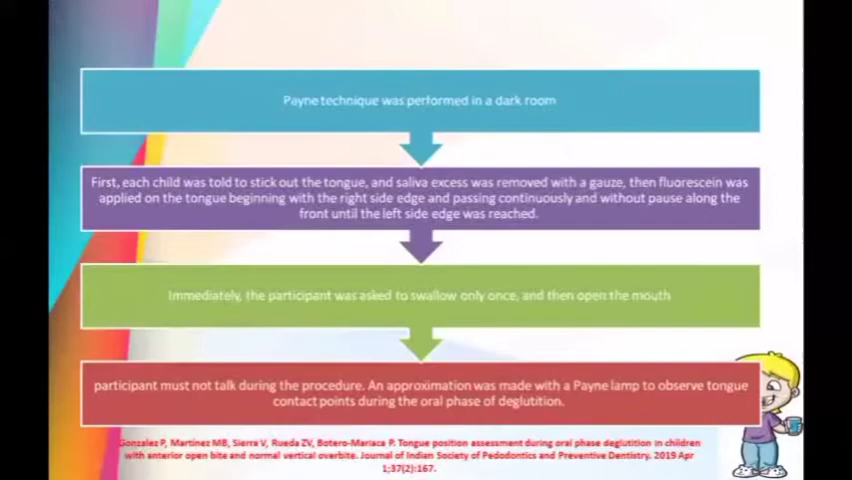 Payne technique was performed in a dark room
First, each child was told to stick out the tongue, and saliva excess was removed with a gauze, then fluorescein was
applied on the tongue beginning with the right side edge and passing continuously and without pause along the
front until the left side edge was reached.
Immediately, the participant was asked to swallow only once, and then open the mouth
participant must not talk during the procedure. An approximation was made with a Payne lamp to observe tongue
contact points during the oral phase of deglutition.
Gonzalez P, Martinez MB, Sierra V, Rueda ZV, Botero-Mariaca P. Tongue position assessment during oral phase deglutition in children
with anterior open bite and normal vertical overbite. Journal of Indian Society of Pedodontics and Preventive Dentistry. 2019 Apr
1;37(2):167.